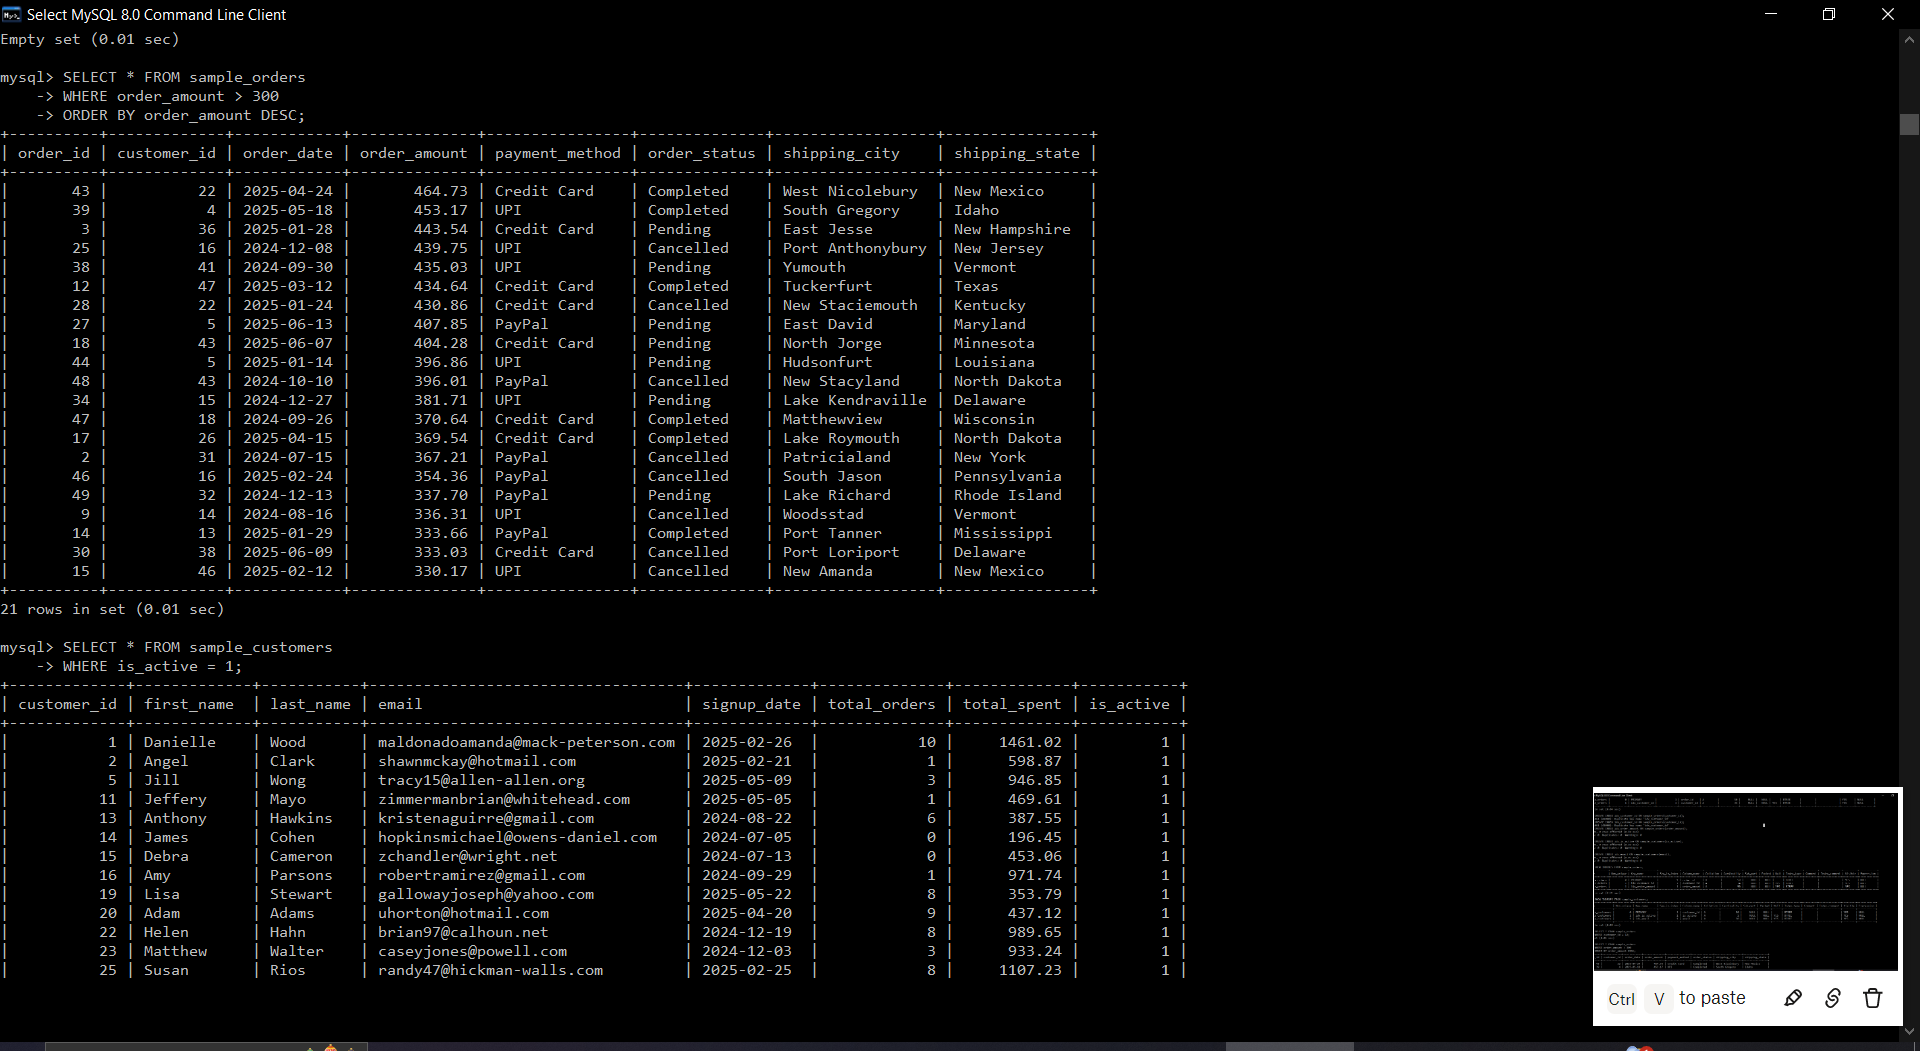 Select MySQL 8.0 Command Line Client
Empty set (0.01 sec)
mysql> SELECT * FROM sample_orders
    -> WHERE order_amount > 300
    -> ORDER BY order_amount DESC;
+----------+-------------+------------+--------------+----------------+--------------+------------------+----------------+
| order_id | customer_id | order_date | order_amount | payment_method | order_status | shipping_city    | shipping_state |
+----------+-------------+------------+--------------+----------------+--------------+------------------+----------------+
|       43 |          22 | 2025-04-24 |       464.73 | Credit Card    | Completed    | West Nicolebury  | New Mexico     |
|       39 |           4 | 2025-05-18 |       453.17 | UPI            | Completed    | South Gregory    | Idaho          |
|        3 |          36 | 2025-01-28 |       443.54 | Credit Card    | Pending      | East Jesse       | New Hampshire  |
|       25 |          16 | 2024-12-08 |       439.75 | UPI            | Cancelled    | Port Anthonybury | New Jersey     |
|       38 |          41 | 2024-09-30 |       435.03 | UPI            | Pending      | Yumouth          | Vermont        |
|       12 |          47 | 2025-03-12 |       434.64 | Credit Card    | Completed    | Tuckerfurt       | Texas          |
|       28 |          22 | 2025-01-24 |       430.86 | Credit Card    | Cancelled    | New Staciemouth  | Kentucky       |
|       27 |           5 | 2025-06-13 |       407.85 | PayPal         | Pending      | East David       | Maryland       |
|       18 |          43 | 2025-06-07 |       404.28 | Credit Card    | Pending      | North Jorge      | Minnesota      |
|       44 |           5 | 2025-01-14 |       396.86 | UPI            | Pending      | Hudsonfurt       | Louisiana      |
|       48 |          43 | 2024-10-10 |       396.01 | PayPal         | Cancelled    | New Stacyland    | North Dakota   |
|       34 |          15 | 2024-12-27 |       381.71 | UPI            | Pending      | Lake Kendraville | Delaware       |
|       47 |          18 | 2024-09-26 |       370.64 | Credit Card    | Completed    | Matthewview      | Wisconsin      |
|       17 |          26 | 2025-04-15 |       369.54 | Credit Card    | Completed    | Lake Roymouth    | North Dakota   |
|        2 |          31 | 2024-07-15 |       367.21 | PayPal         | Cancelled    | Patricialand     | New York       |
|       46 |          16 | 2025-02-24 |       354.36 | PayPal         | Cancelled    | South Jason      | Pennsylvania   |
|       49 |          32 | 2024-12-13 |       337.70 | PayPal         | Pending      | Lake Richard     | Rhode Island   |
|        9 |          14 | 2024-08-16 |       336.31 | UPI            | Cancelled    | Woodsstad        | Vermont        |
|       14 |          13 | 2025-01-29 |       333.66 | PayPal         | Completed    | Port Tanner      | Mississippi    |
|       30 |          38 | 2025-06-09 |       333.03 | Credit Card    | Cancelled    | Port Loriport    | Delaware       |
|       15 |          46 | 2025-02-12 |       330.17 | UPI            | Cancelled    | New Amanda       | New Mexico     |
+----------+-------------+------------+--------------+----------------+--------------+------------------+----------------+
21 rows in set (0.01 sec)
mysql> SELECT * FROM sample_customers
    -> WHERE is_active = 1;
+-------------+------------+-----------+-----------------------------------+-------------+--------------+-------------+-----------+
| customer_id | first_name  | last_name | email                             | signup_date | total_orders | total_spent | is_active |
+-------------+------------+-----------+-----------------------------------+-------------+--------------+-------------+-----------+
|           1 | Danielle    | Wood      | maldonadoamanda@mack-peterson.com | 2025-02-26  |           10 |     1461.02 |         1 |
|           2 | Angel       | Clark     | shawnmckay@hotmail.com            | 2025-02-21  |            1 |      598.87 |         1 |
|           5 | Jill        | Wong      | tracy15@allen-allen.org           | 2025-05-09  |            3 |      946.85 |         1 |
|          11 | Jeffery     | Mayo      | zimmermanbrian@whitehead.com      | 2025-05-05  |            1 |      469.61 |         1 |
|          13 | Anthony     | Hawkins   | kristenaguirre@gmail.com          | 2024-08-22  |            6 |      387.55 |         1 |
|          14 | James       | Cohen     | hopkinsmichael@owens-daniel.com   | 2024-07-05  |            0 |      196.45 |         1 |
|          15 | Debra       | Cameron   | zchandler@wright.net              | 2024-07-13  |            0 |      453.06 |         1 |
|          16 | Amy         | Parsons   | robertramirez@gmail.com           | 2024-09-29  |            1 |      971.74 |         1 |
|          19 | Lisa        | Stewart   | gallowayjoseph@yahoo.com          | 2025-05-22  |            8 |      353.79 |         1 |
|          20 | Adam        | Adams     | uhorton@hotmail.com               | 2025-04-20  |            9 |      437.12 |         1 |
|          22 | Helen       | Hahn      | brian97@calhoun.net               | 2024-12-19  |            8 |      989.65 |         1 |
|          23 | Matthew     | Walter    | caseyjones@powell.com             | 2024-12-03  |            3 |      933.24 |         1 |
|          25 | Susan       | Rios      | randy47@hickman-walls.com         | 2025-02-25  |            8 |     1107.23 |         1 |
Ctrl V to paste